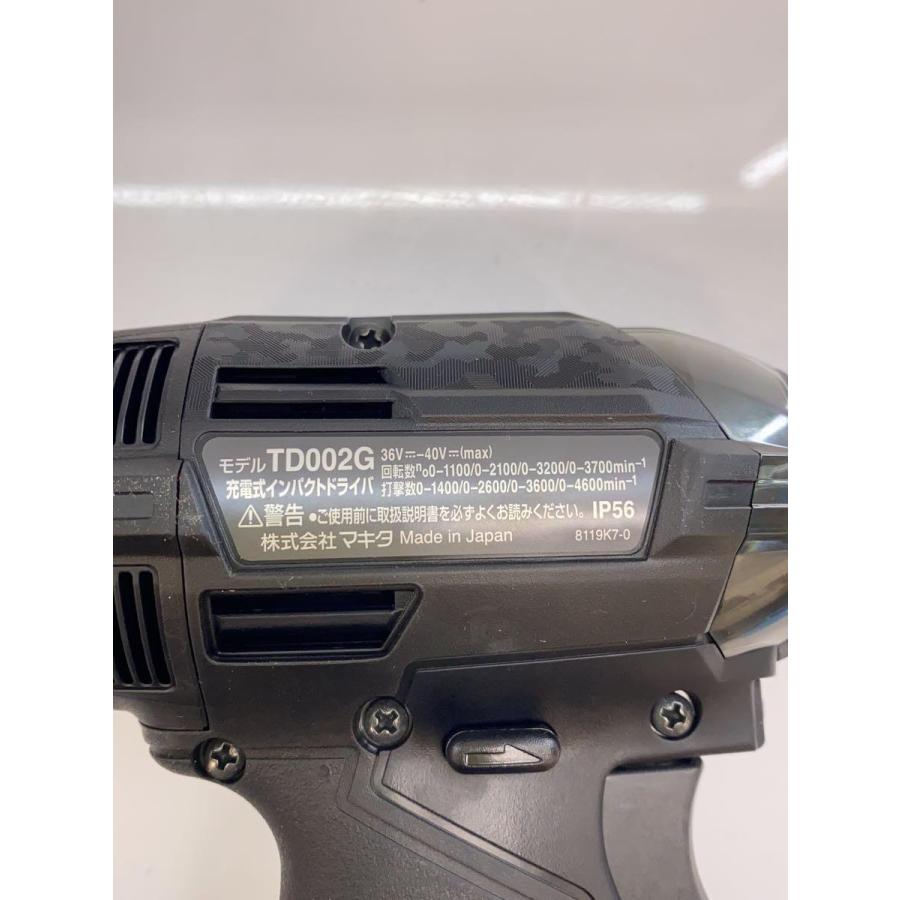 モデル TD002G 36V⎓–40V⎓(max)
回転数n00-1100/0-2100/0-3200/0-3700min-1
充電式インパクトドライバ 打撃数0-1400/0-2600/0-3600/0-4600min-1
⚠警告 •ご使用前に取扱説明書を必ずよくお読みください。 IP56
株式会社 マキタ Made in Japan 8119K7-0